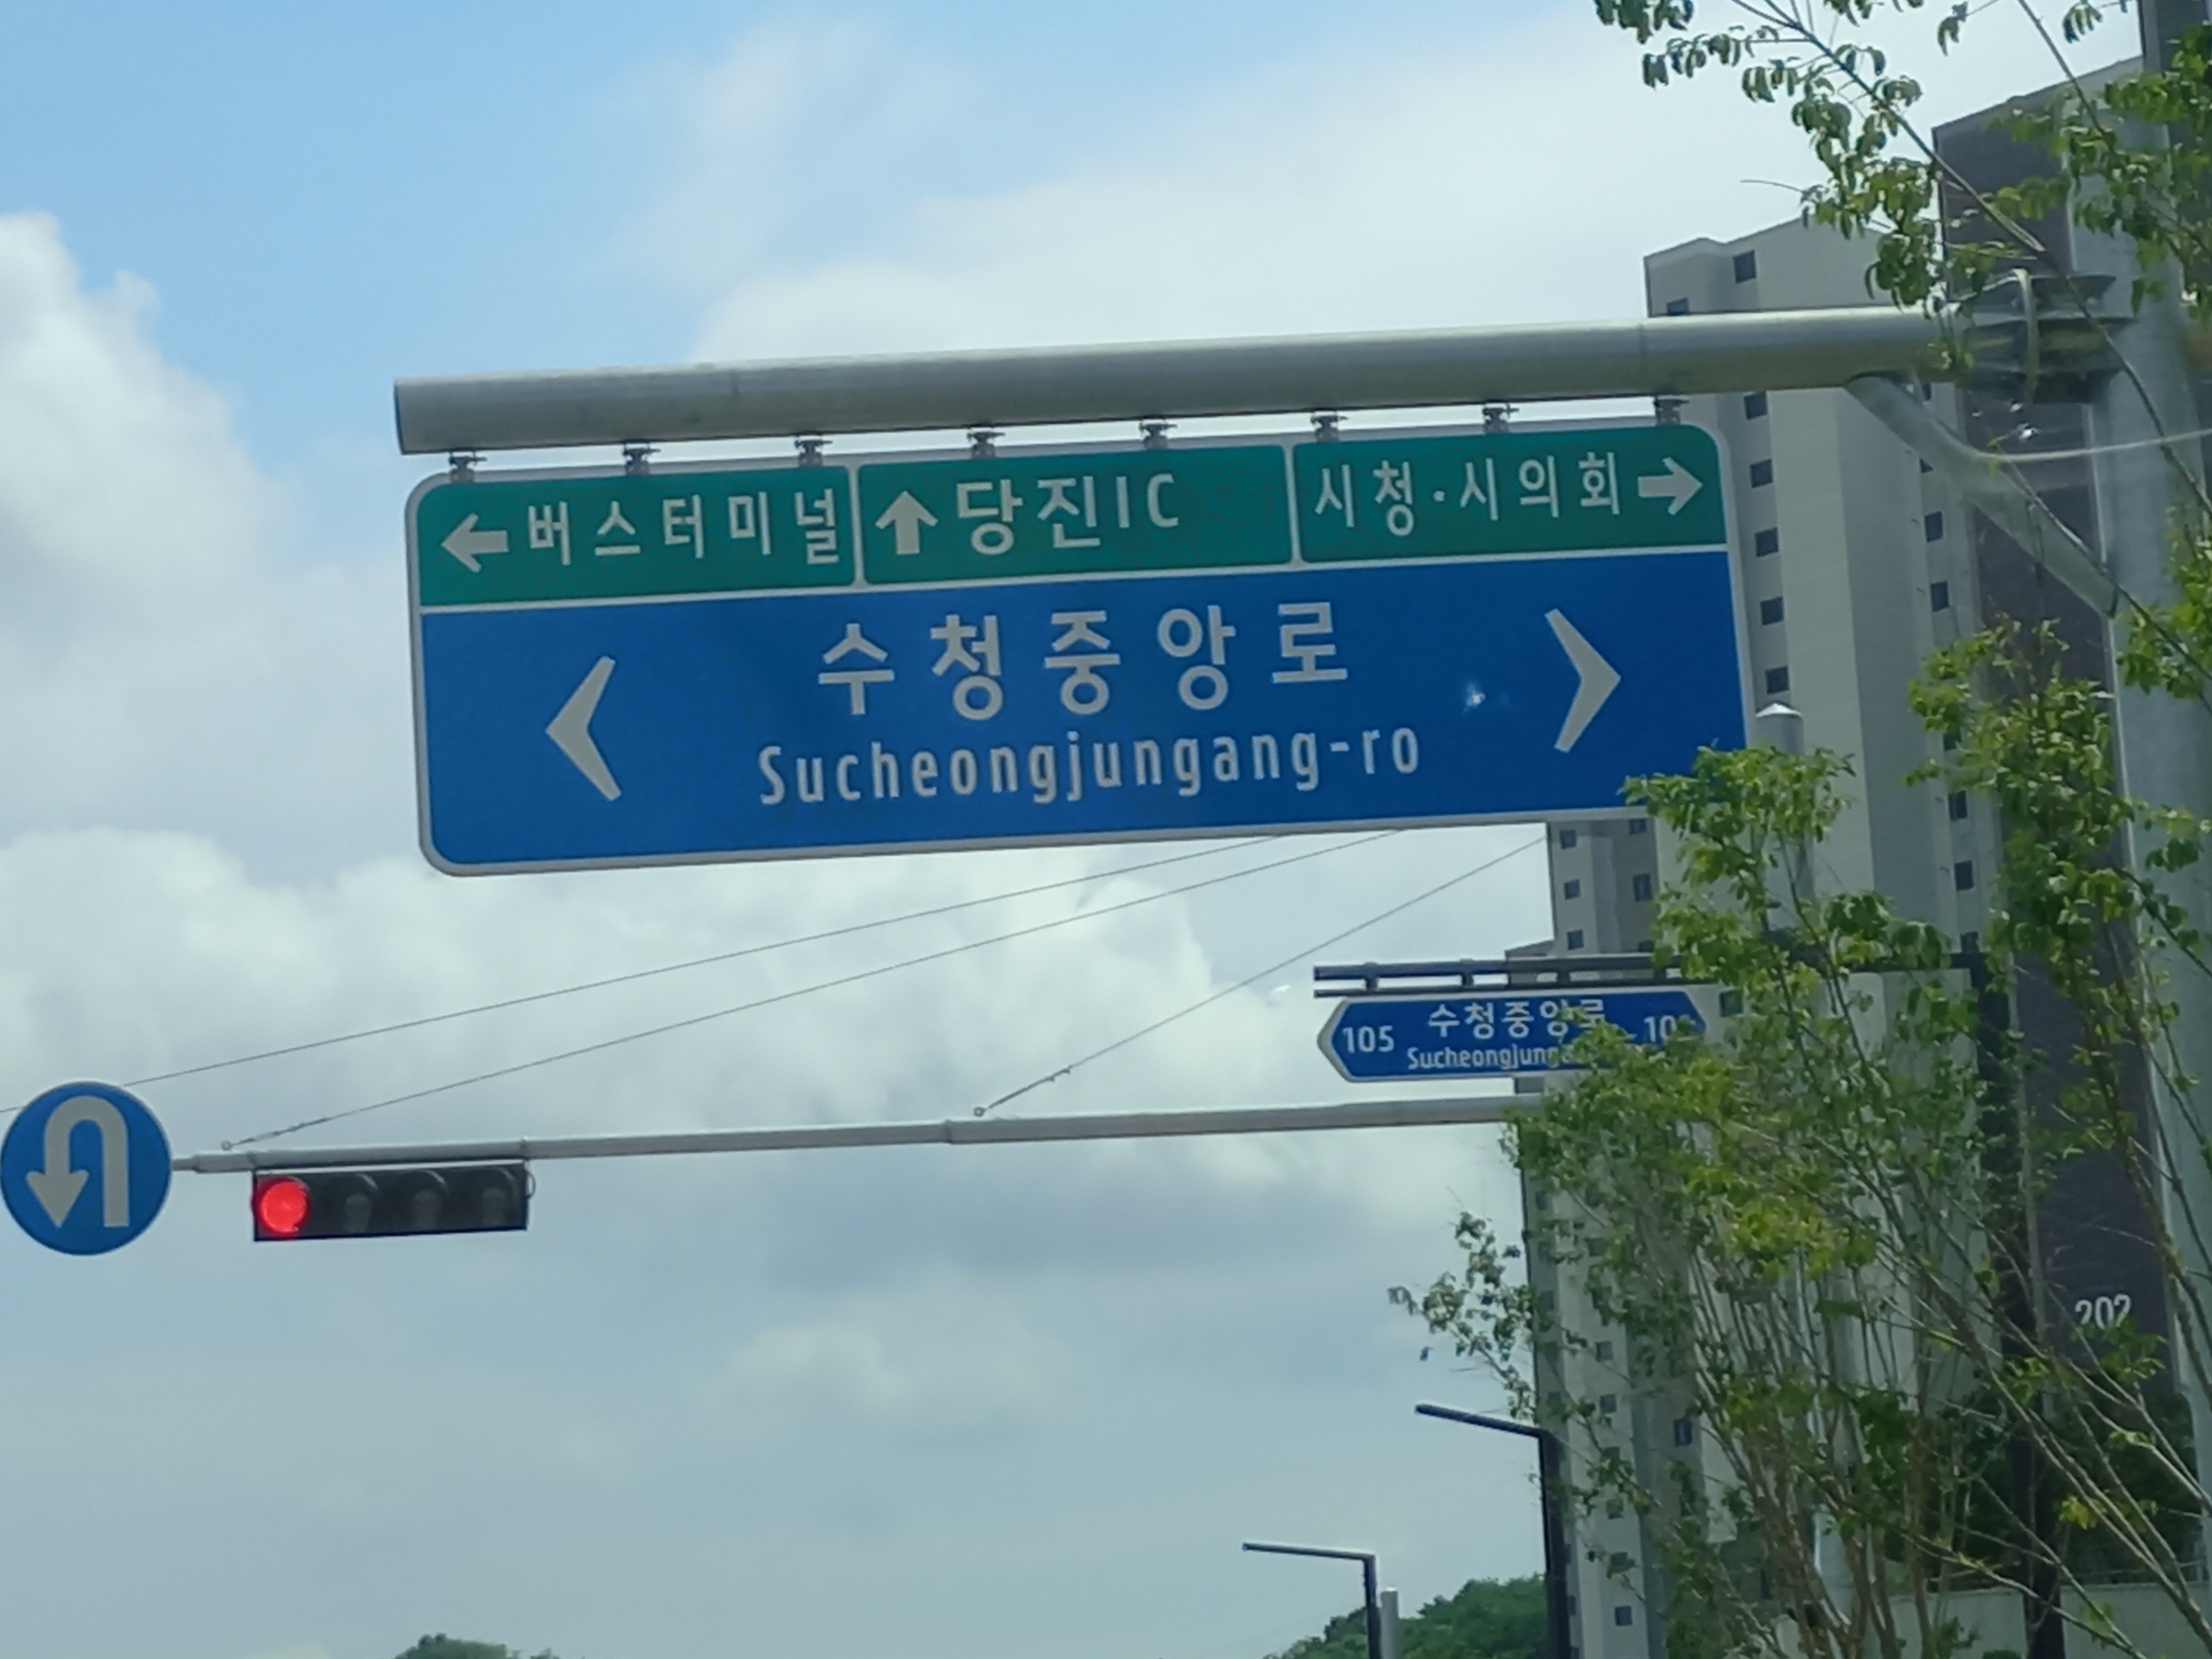 버스터미널
당진IC
시청·시의회
수청중앙로
Sucheongjungang-ro
105 수청중앙로
202